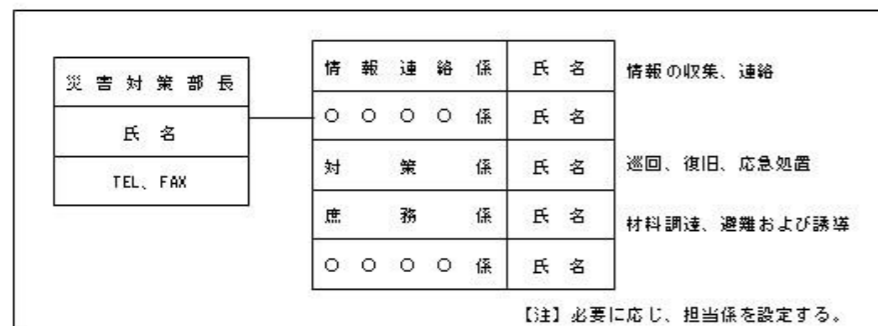 災害対策部長
氏名
TEL、FAX
情報連絡係 氏名 情報の収集、連絡
○○○○係 氏名
対策係 氏名 巡回、復旧、応急処置
庶務係 氏名 材料調達、避難および誘導
○○○○係 氏名
【注】必要に応じ、担当係を設定する。